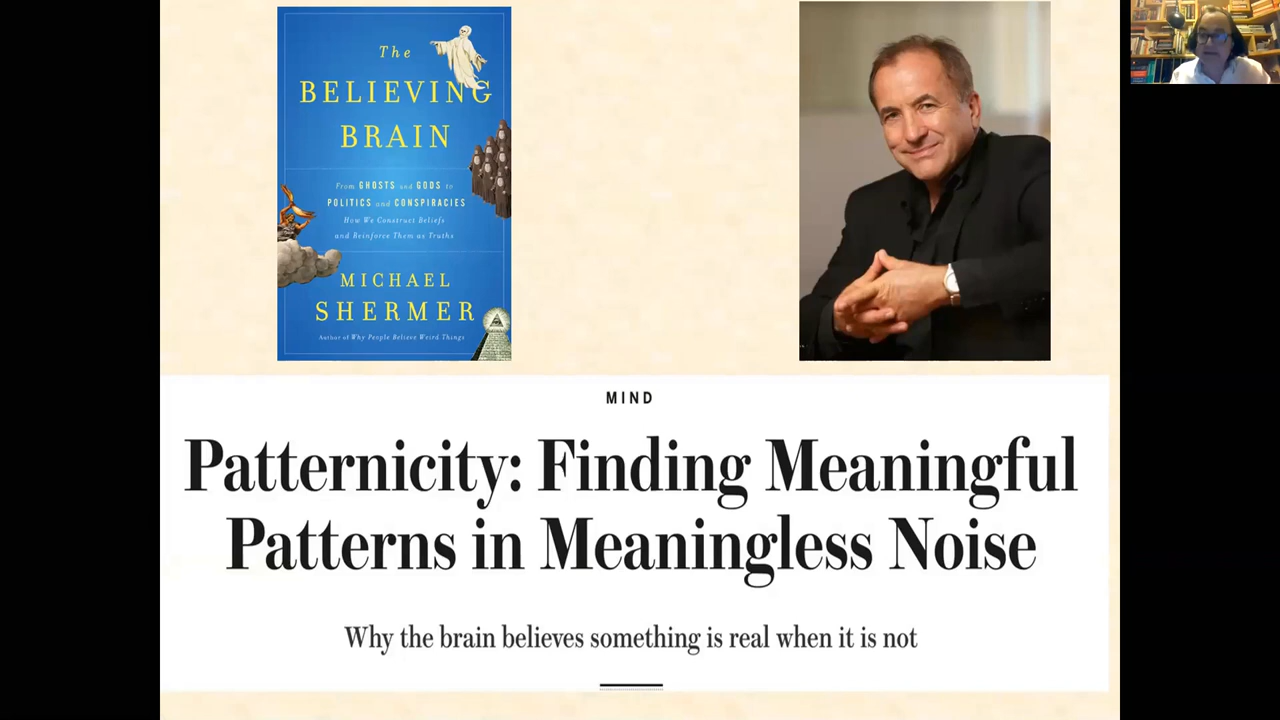 The
BELIEVING
BRAIN
From GHOSTS and GODS to
POLITICS and CONSPIRACIES
How We Construct Beliefs
and Reinforce Them as Truths
MICHAEL
SHERMER
Author of Why People Believe Weird Things
MIND
Patternicity: Finding Meaningful
Patterns in Meaningless Noise
Why the brain believes something is real when it is not